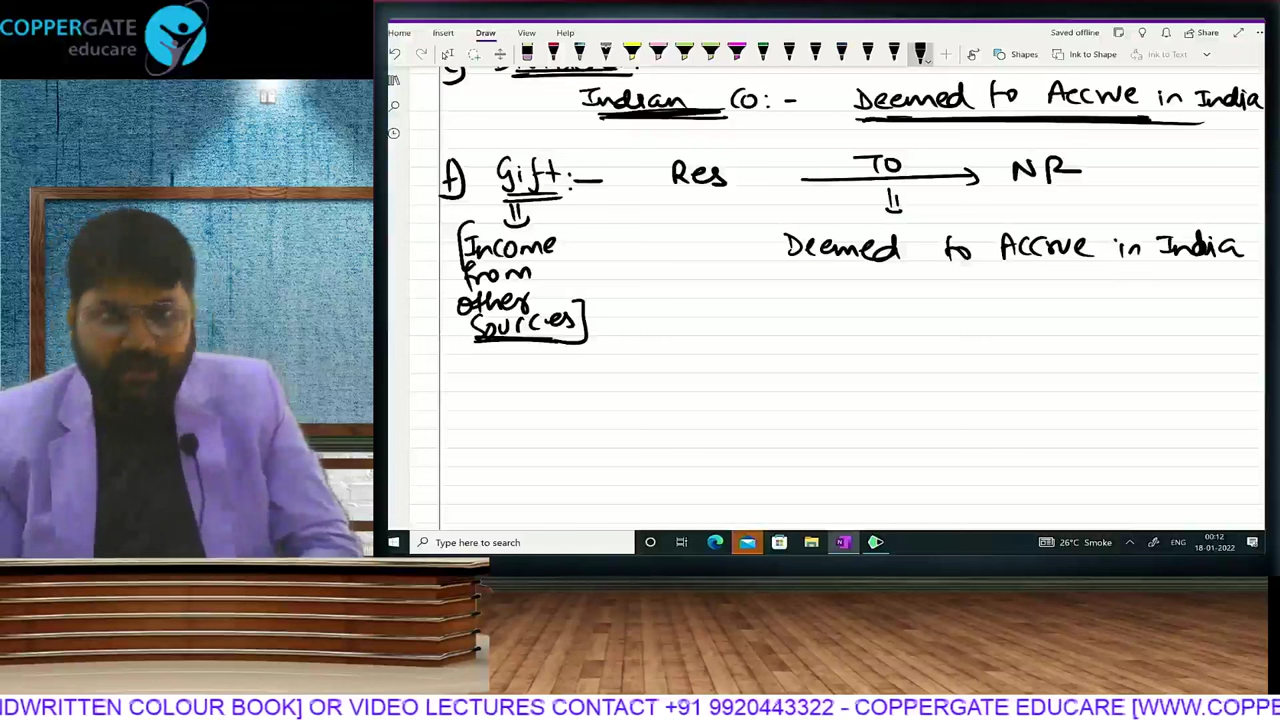 COPPERGATE
educare
Home Insert Draw View Help
Saved offline
Share
Shapes
Ink to Shape
Ink to Text
Indian Co:- Deemed to Accrue in India
f) Gift:- Res TO NR
[Income
from
other
sources]
Deemed to Accrue in India
Type here to search
26°C Smoke
ENG
00:12
18-01-2022
NDWRITTEN COLOUR BOOK] OR VIDEO LECTURES CONTACT +91 9920443322 - COPPERGATE EDUCARE [WWW.COPPE